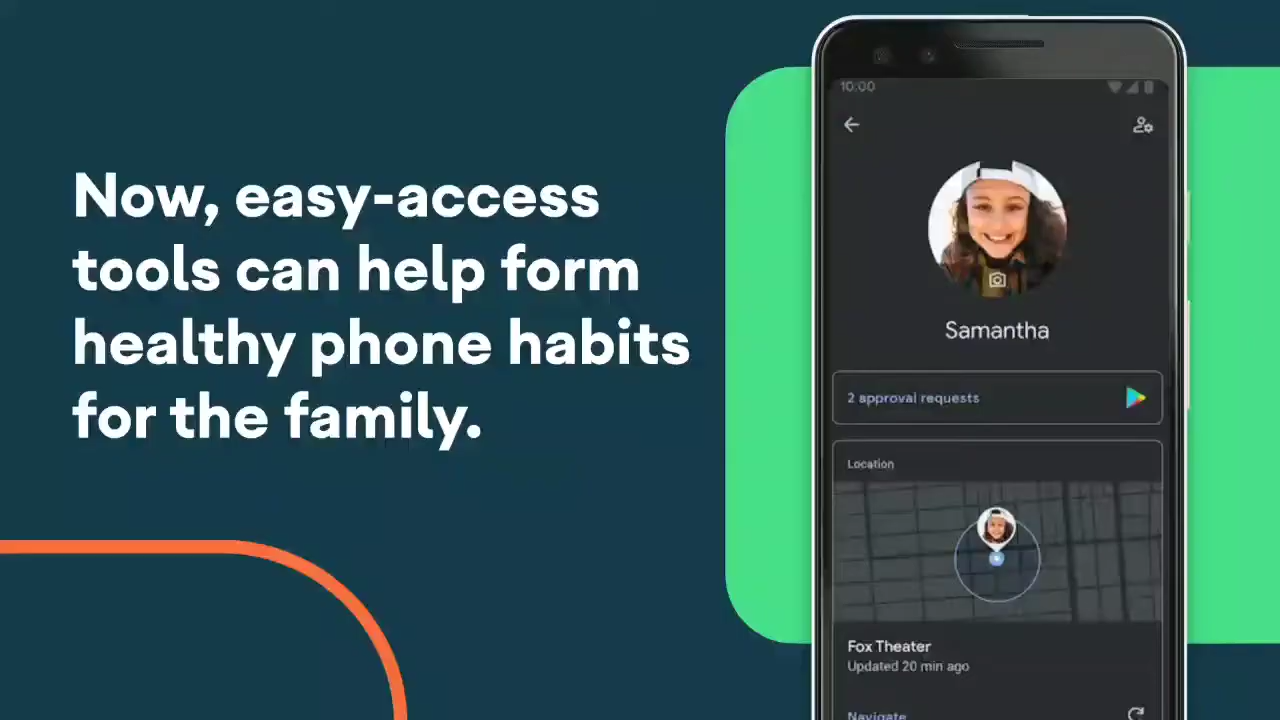 Now, easy-access
tools can help form
healthy phone habits
for the family.
10:00
Samantha
2 approval requests
Location
Fox Theater
Updated 20 min ago
Navigate